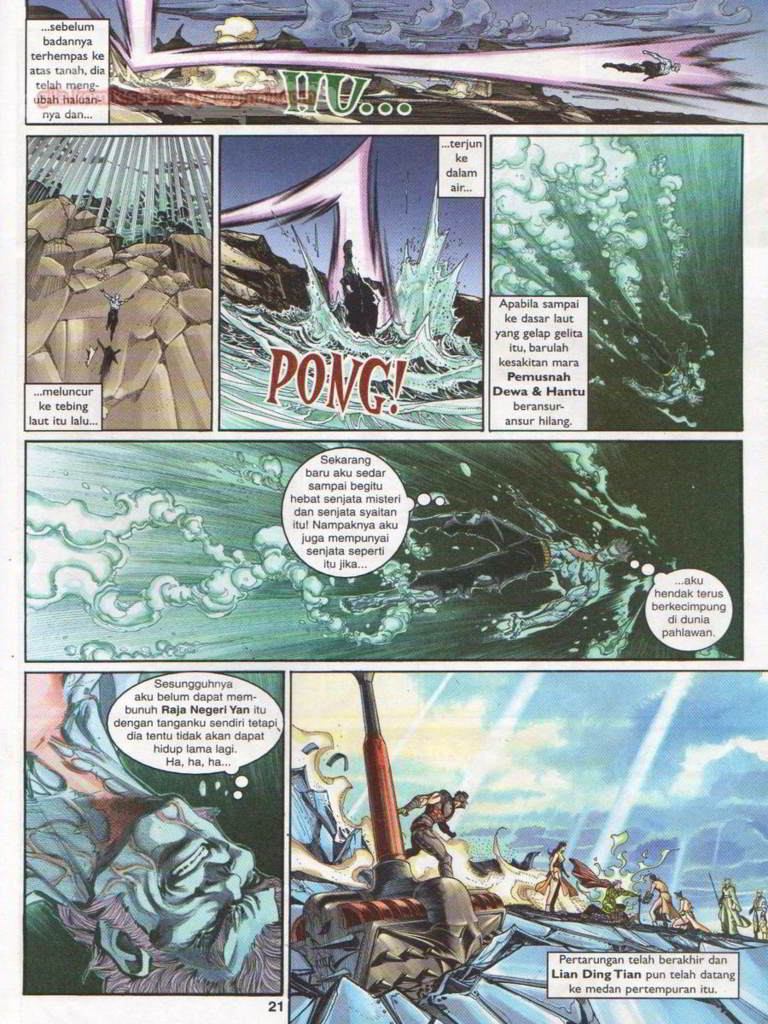 ...sebelum
badannya
terhempas ke
atas tanah, dia
telah meng-
ubah haluan-
nya dan...
HU...
...meluncur
ke tebing
laut itu lalu...
...terjun
ke
dalam
air...
PONG!
Apabila sampai
ke dasar laut
yang gelap gelita
itu, barulah
kesakitan mara
Pemusnah
Dewa & Hantu
beransur-
ansur hilang.
Sekarang
baru aku sedar
sampai begitu
hebat senjata misteri
dan senjata syaitan
itu! Nampaknya aku
juga mempunyai
senjata seperti
itu jika...
...aku
hendak terus
berkecimpung
di dunia
pahlawan.
Sesungguhnya
aku belum dapat mem-
bunuh Raja Negeri Yan itu
dengan tanganku sendiri tetapi
dia tentu tidak akan dapat
hidup lama lagi.
Ha, ha, ha...
Pertarungan telah berakhir dan
Lian Ding Tian pun telah datang
ke medan pertempuran itu.
21